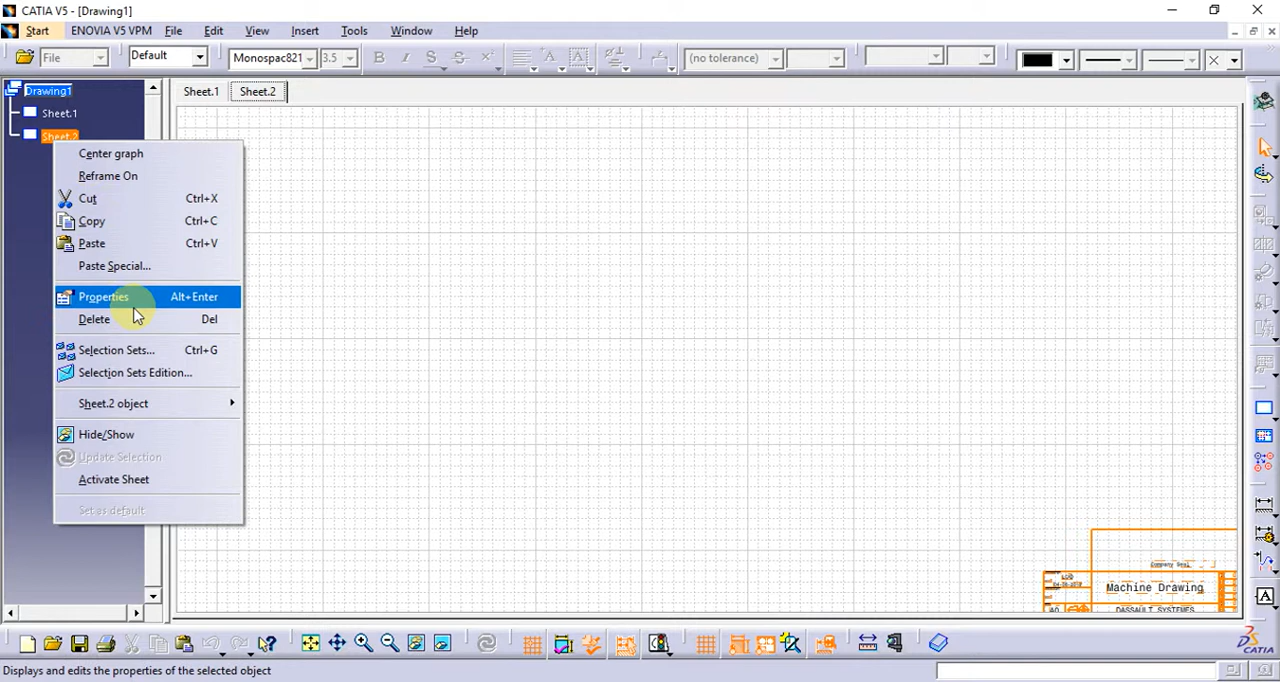 CATIA V5 - [Drawing1]
Start ENOVIA V5 VPM File Edit View Insert Tools Window Help
File Default Monospac821 3.5 B I S S (no tolerance)
Drawing1
Sheet.1
Sheet.2
Sheet.1 Sheet.2
Center graph
Reframe On
Cut Ctrl+X
Copy Ctrl+C
Paste Ctrl+V
Paste Special...
Properties Alt+Enter
Delete Del
Selection Sets... Ctrl+G
Selection Sets Edition...
Sheet.2 object
Hide/Show
Update Selection
Activate Sheet
Set as default
Company Seal
Machine Drawing
A0 DASSAULT SYSTEMES
CATIA
Displays and edits the properties of the selected object